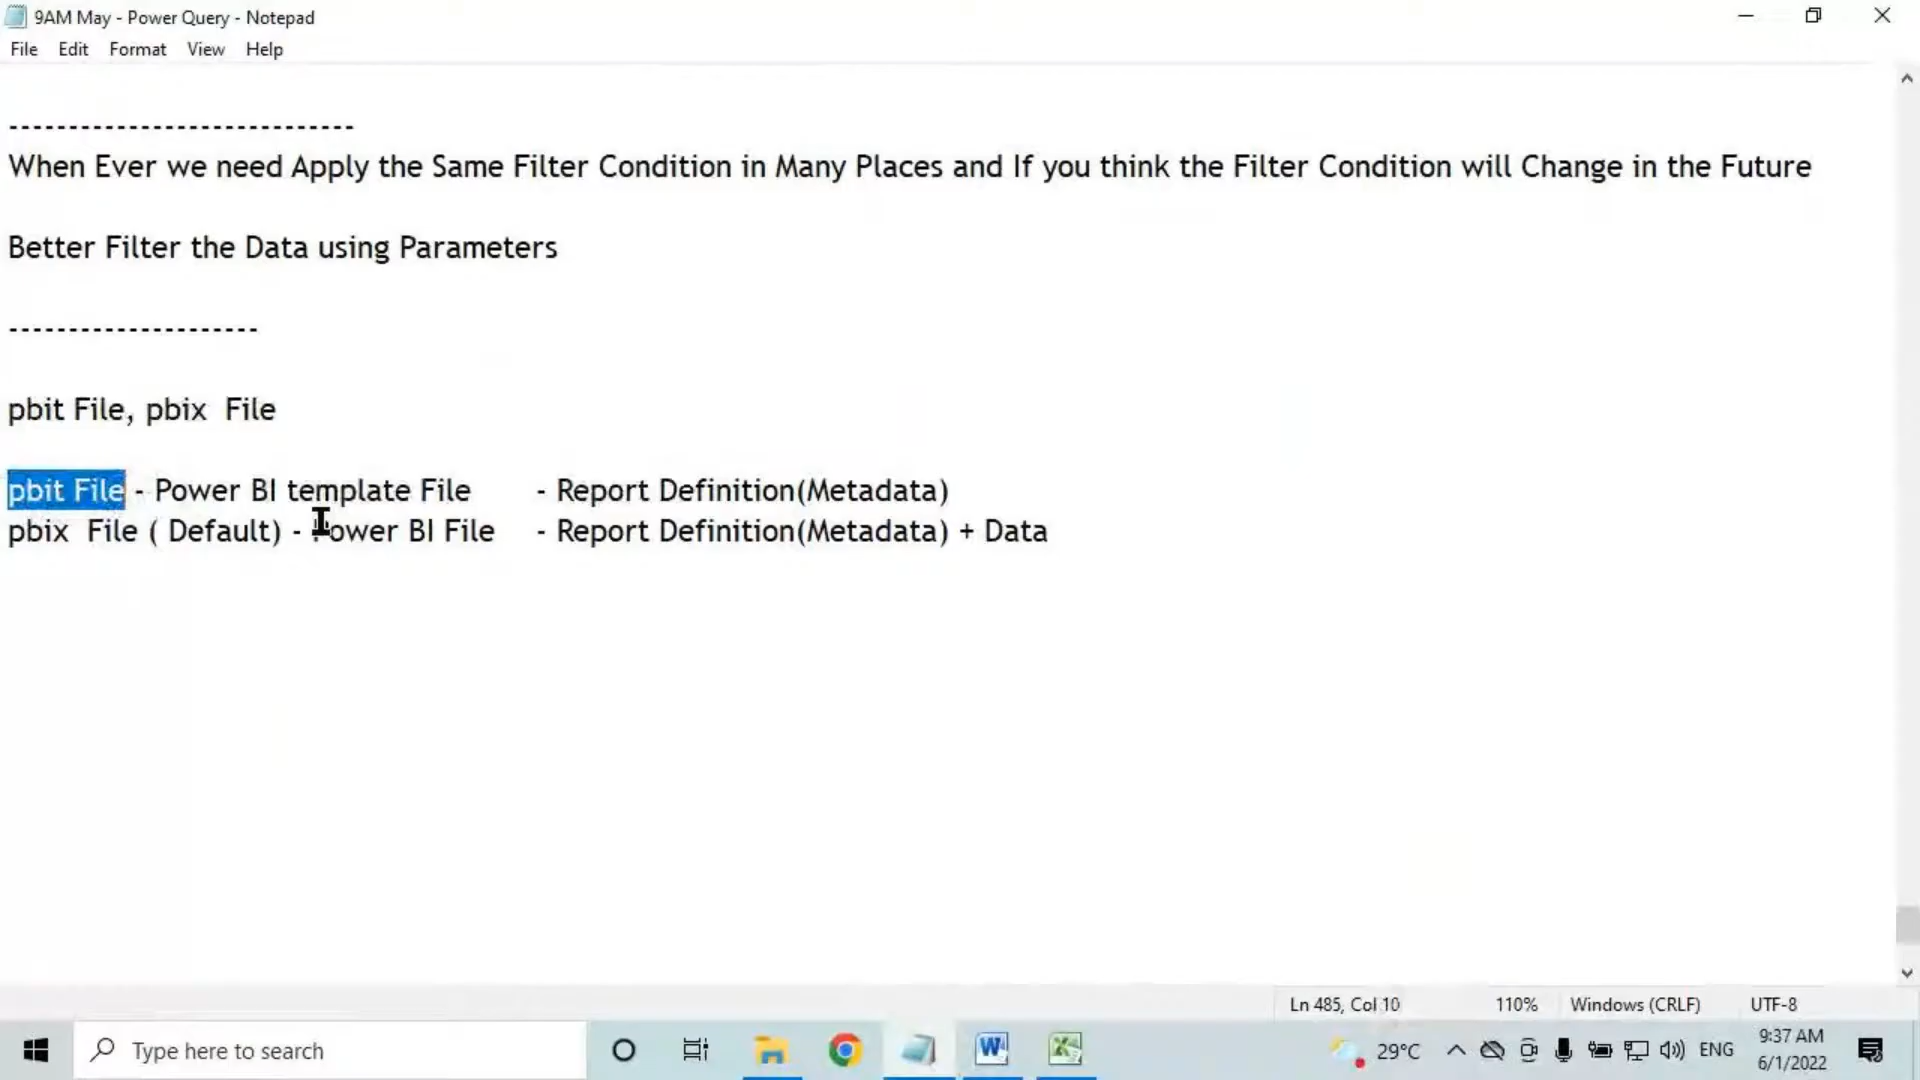 9AM May - Power Query - Notepad
File Edit Format View Help
-----------------------------
When Ever we need Apply the Same Filter Condition in Many Places and If you think the Filter Condition will Change in the Future
Better Filter the Data using Parameters
---------------------
pbit File, pbix  File
pbit File - Power BI template File - Report Definition(Metadata)
pbix  File ( Default) - Power BI File - Report Definition(Metadata) + Data
Ln 485, Col 10 110% Windows (CRLF) UTF-8
Type here to search
29°C ENG 9:37 AM
6/1/2022